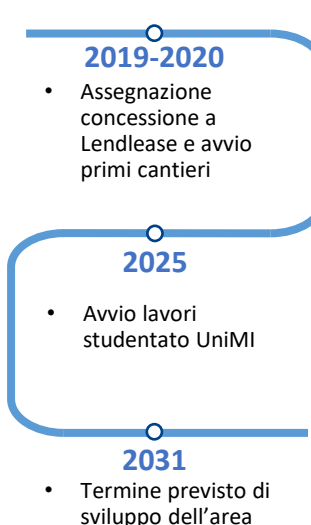 2019-2020
• Assegnazione
concessione a
Lendlease e avvio
primi cantieri
2025
• Avvio lavori
studentato UniMI
2031
• Termine previsto di
sviluppo dell'area